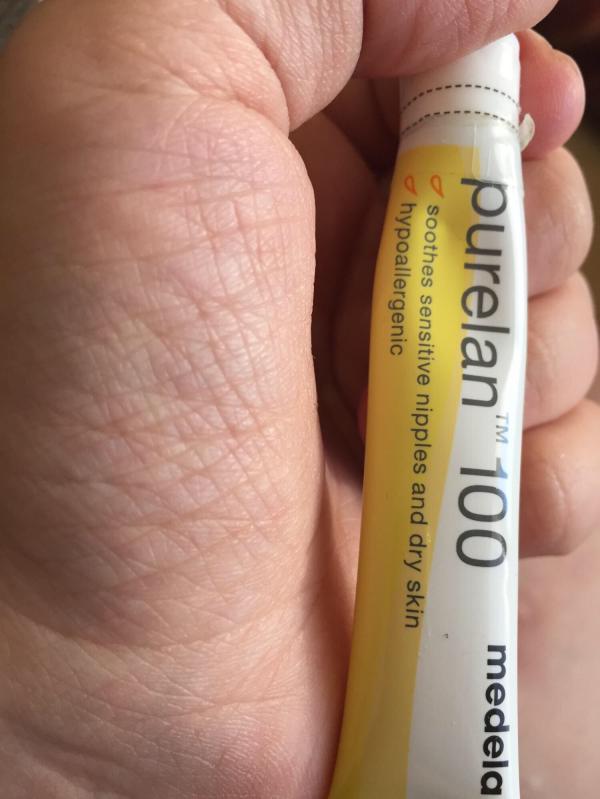 purelan™ 100
soothes sensitive nipples and dry skin
hypoallergenic
medela